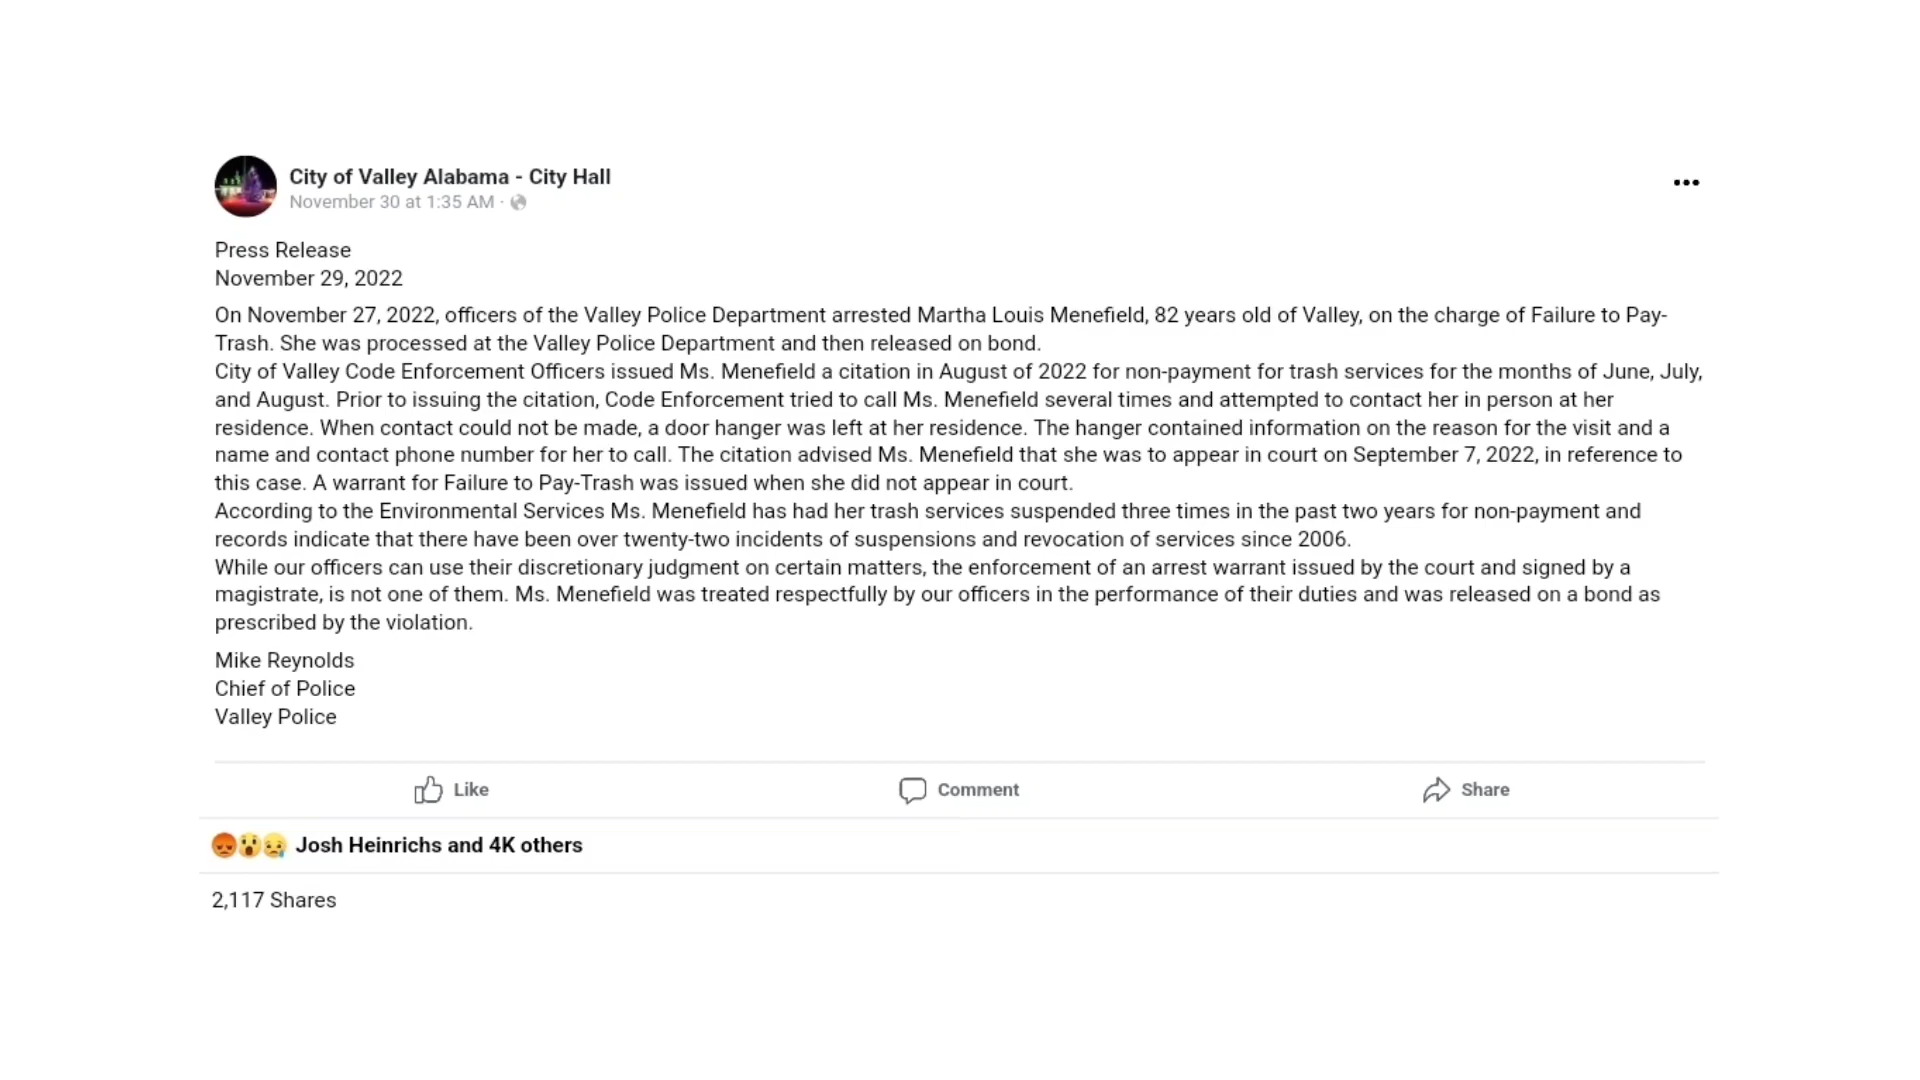 City of Valley Alabama - City Hall
November 30 at 1:35 AM ·
Press Release
November 29, 2022
On November 27, 2022, officers of the Valley Police Department arrested Martha Louis Menefield, 82 years old of Valley, on the charge of Failure to Pay-
Trash. She was processed at the Valley Police Department and then released on bond.
City of Valley Code Enforcement Officers issued Ms. Menefield a citation in August of 2022 for non-payment for trash services for the months of June, July,
and August. Prior to issuing the citation, Code Enforcement tried to call Ms. Menefield several times and attempted to contact her in person at her
residence. When contact could not be made, a door hanger was left at her residence. The hanger contained information on the reason for the visit and a
name and contact phone number for her to call. The citation advised Ms. Menefield that she was to appear in court on September 7, 2022, in reference to
this case. A warrant for Failure to Pay-Trash was issued when she did not appear in court.
According to the Environmental Services Ms. Menefield has had her trash services suspended three times in the past two years for non-payment and
records indicate that there have been over twenty-two incidents of suspensions and revocation of services since 2006.
While our officers can use their discretionary judgment on certain matters, the enforcement of an arrest warrant issued by the court and signed by a
magistrate, is not one of them. Ms. Menefield was treated respectfully by our officers in the performance of their duties and was released on a bond as
prescribed by the violation.
Mike Reynolds
Chief of Police
Valley Police
Like Comment Share
Josh Heinrichs and 4K others
2,117 Shares